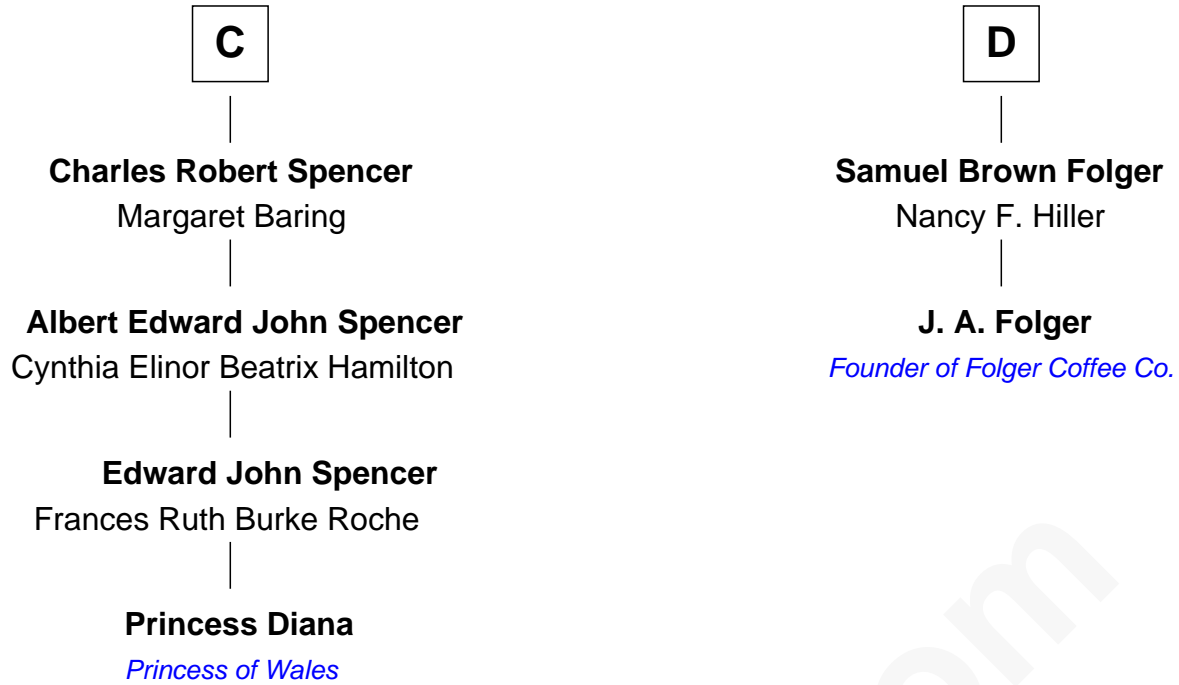 C
Charles Robert Spencer
Margaret Baring
Albert Edward John Spencer
Cynthia Elinor Beatrix Hamilton
Edward John Spencer
Frances Ruth Burke Roche
Princess Diana
Princess of Wales
D
Samuel Brown Folger
Nancy F. Hiller
J. A. Folger
Founder of Folger Coffee Co.
om